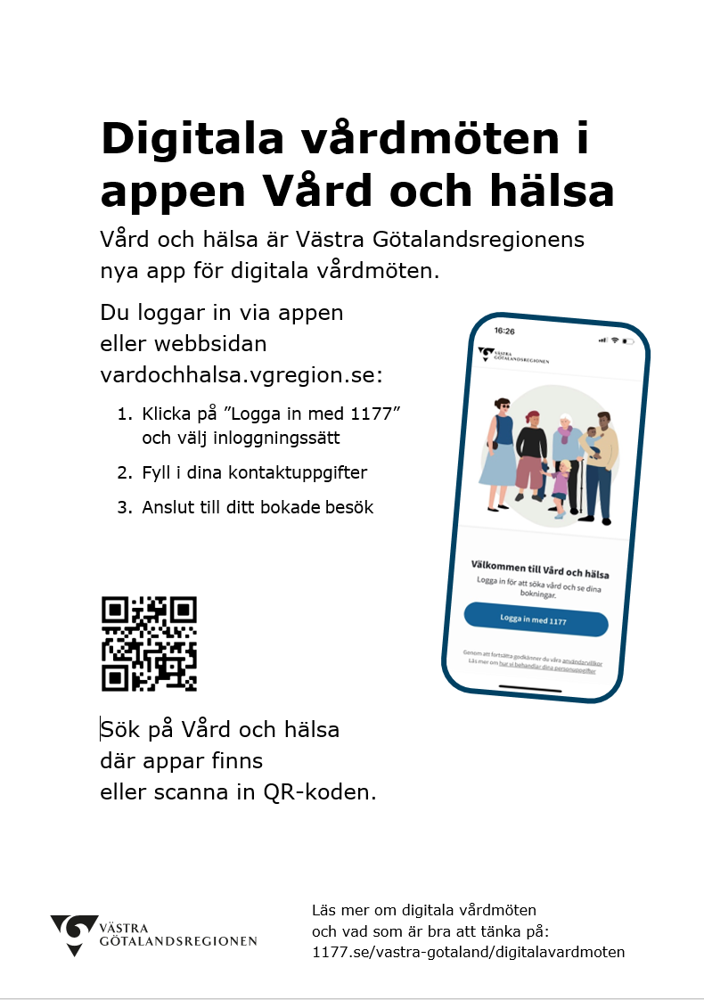 Digitala vårdmöten i
appen Vård och hälsa
Vård och hälsa är Västra Götalandsregionens
nya app för digitala vårdmöten.
Du loggar in via appen
eller webbsidan
vardochhalsa.vgregion.se:
1. Klicka på ”Logga in med 1177”
och välj inloggningssätt
2. Fyll i dina kontaktuppgifter
3. Anslut till ditt bokade besök
16:26
VÄSTRA
GÖTALANDSREGIONEN
Välkommen till Vård och hälsa
Logga in för att söka vård och se dina
bokningar.
Logga in med 1177
Genom att fortsätta godkänner du våra användarvillkor
Läs mer om hur vi behandlar dina personuppgifter
Sök på Vård och hälsa
där appar finns
eller scanna in QR-koden.
VÄSTRA
GÖTALANDSREGIONEN
Läs mer om digitala vårdmöten
och vad som är bra att tänka på:
1177.se/vastra-gotaland/digitalavardmoten